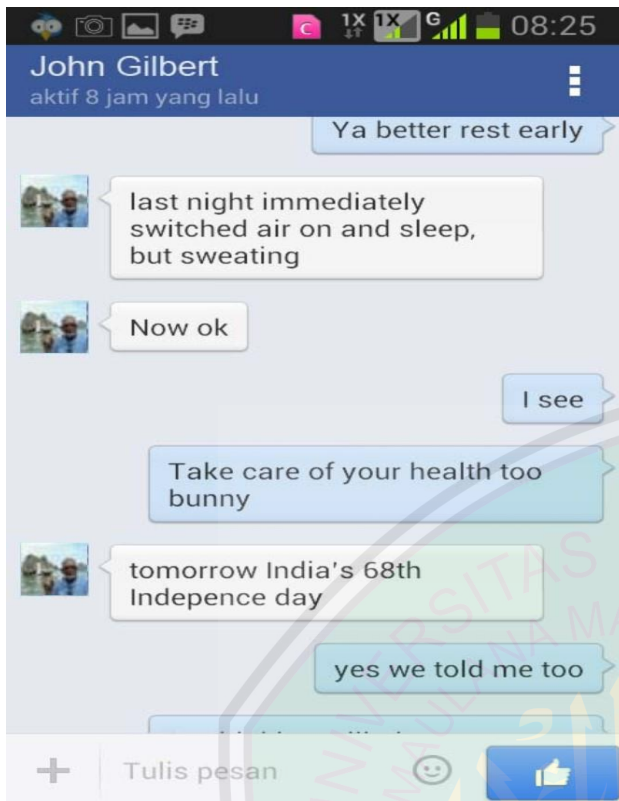 C 1X 1X G 08:25
John Gilbert
aktif 8 jam yang lalu
Ya better rest early
last night immediately
switched air on and sleep,
but sweating
Now ok
I see
Take care of your health too
bunny
tomorrow India's 68th
Indepence day
yes we told me too
Tulis pesan